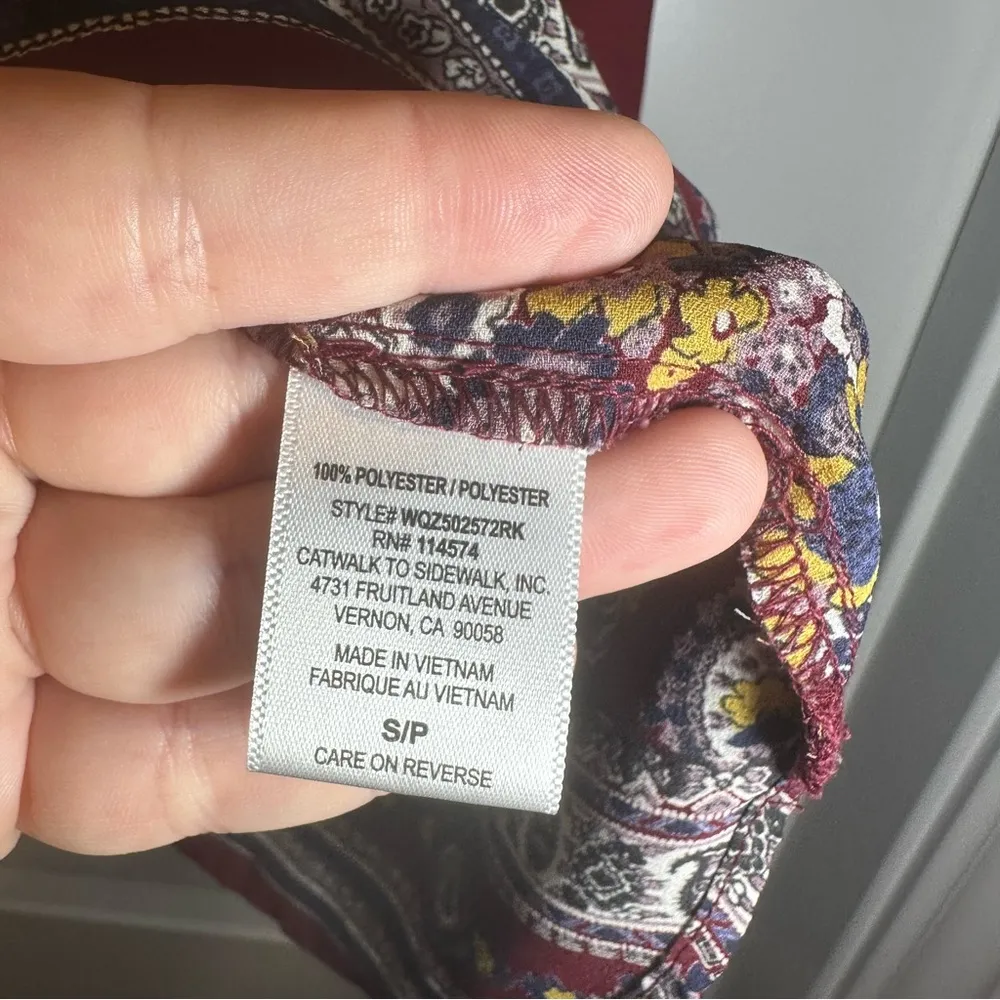 100% POLYESTER / POLYESTER
STYLE# WQZ502572RK
RN# 114574
CATWALK TO SIDEWALK, INC.
4731 FRUITLAND AVENUE
VERNON, CA 90058
MADE IN VIETNAM
FABRIQUE AU VIETNAM
S/P
CARE ON REVERSE